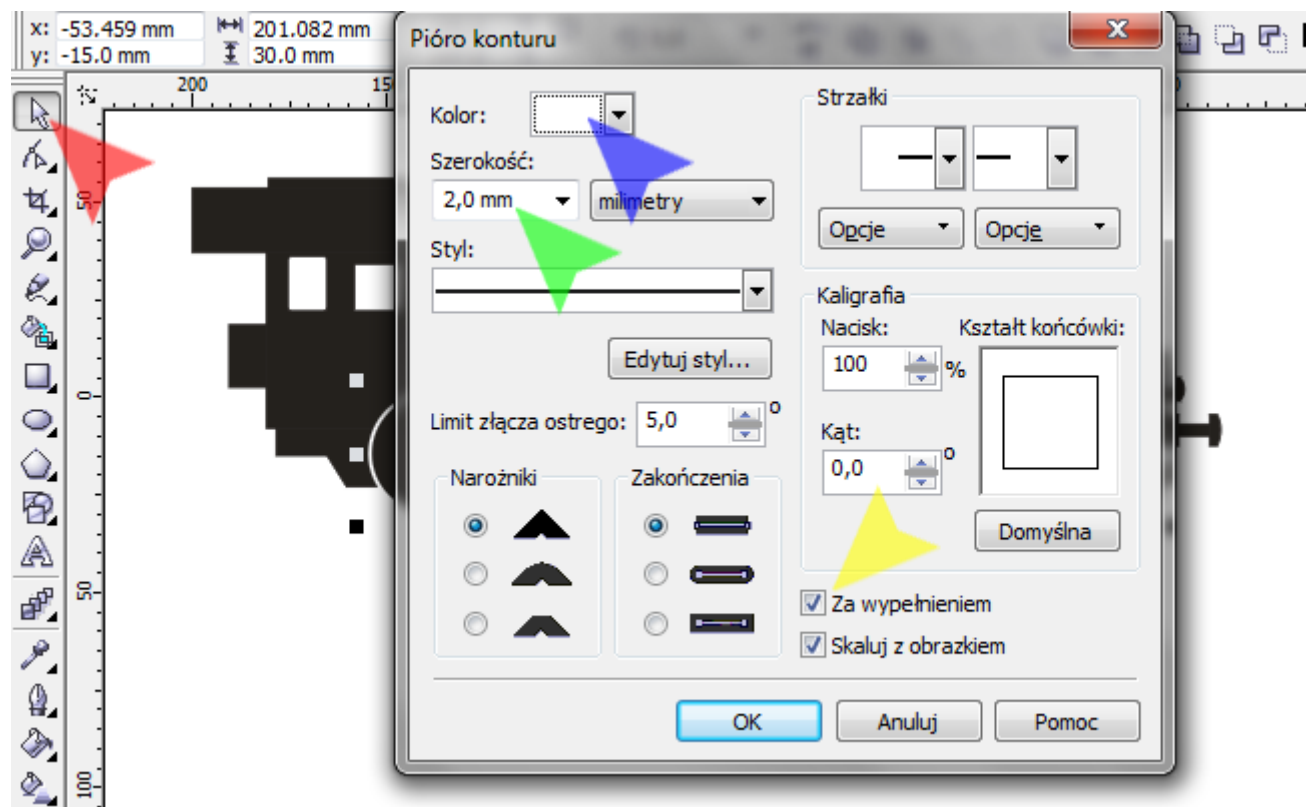 x: -53.459 mm 201.082 mm
y: -15.0 mm 30.0 mm
Pióro konturu
200 15
50
0
50
100
Kolor:
Szerokość:
2,0 mm milimetry
Styl:
Edytuj styl...
Limit złącza ostrego: 5,0 °
Narożniki
Zakończenia
Strzałki
Opcje Opcje
Kaligrafia
Nacisk: Kształt końcówki:
100 %
Kąt:
0,0 °
Domyślna
Za wypełnieniem
Skaluj z obrazkiem
OK Anuluj Pomoc